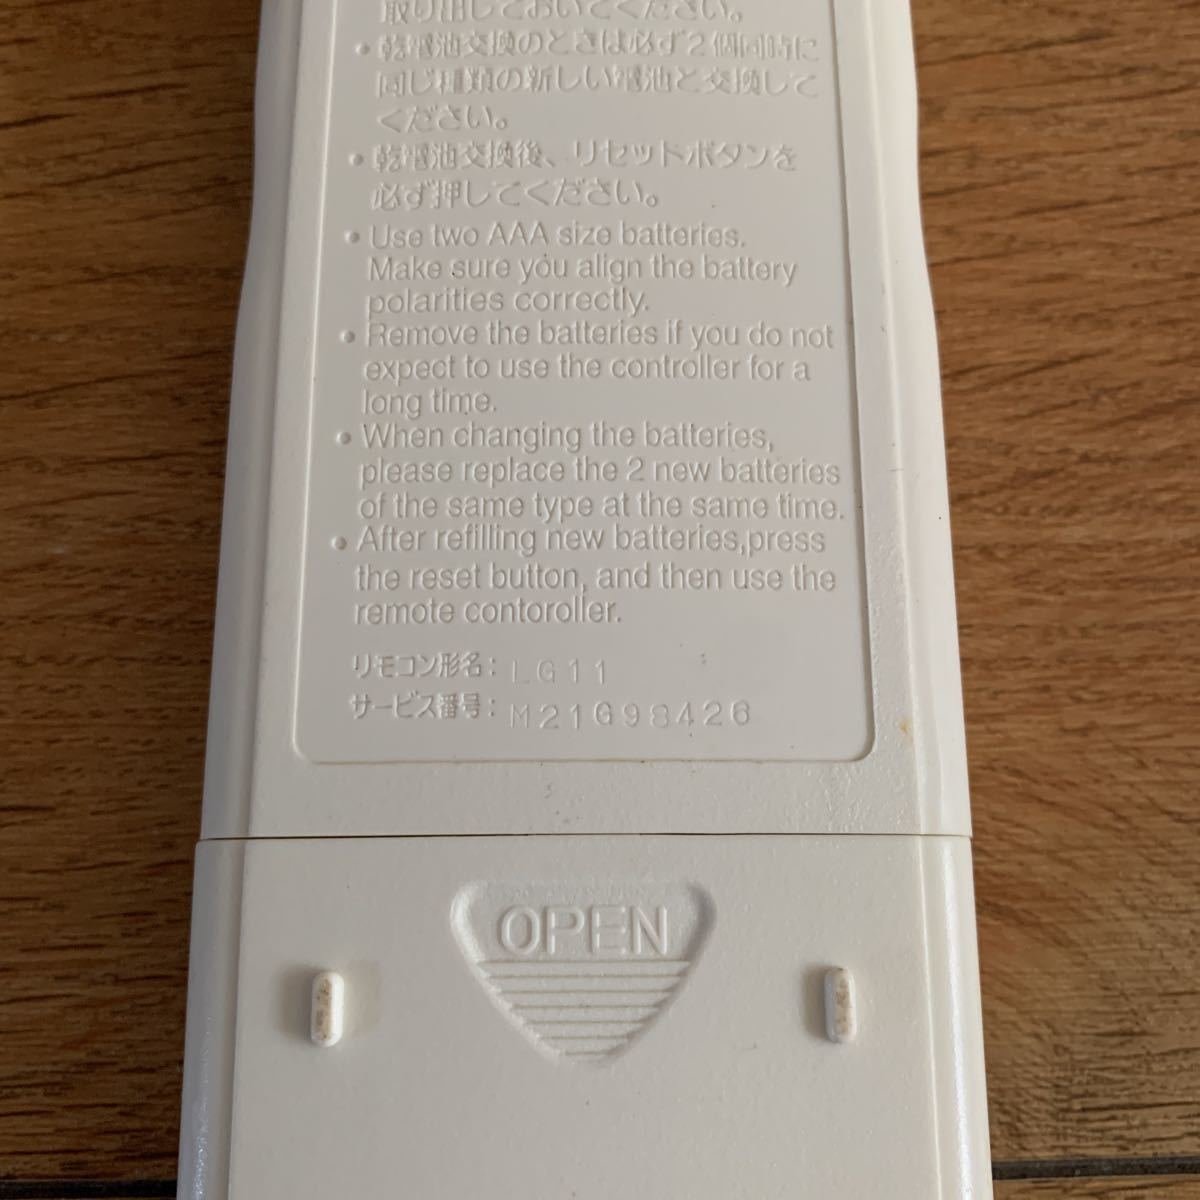 取り出しておいてください。
• 乾電池交換のときは必ず2個同時に
同じ種類の新しい電池と交換して
ください。
• 乾電池交換後、リセットボタンを
必ず押してください。
• Use two AAA size batteries.
Make sure you align the battery
polarities correctly.
• Remove the batteries if you do not
expect to use the controller for a
long time.
• When changing the batteries,
please replace the 2 new batteries
of the same type at the same time.
• After refilling new batteries,press
the reset button, and then use the
remote contoroller.
リモコン形名: LG11
サービス番号: M21G98426
OPEN